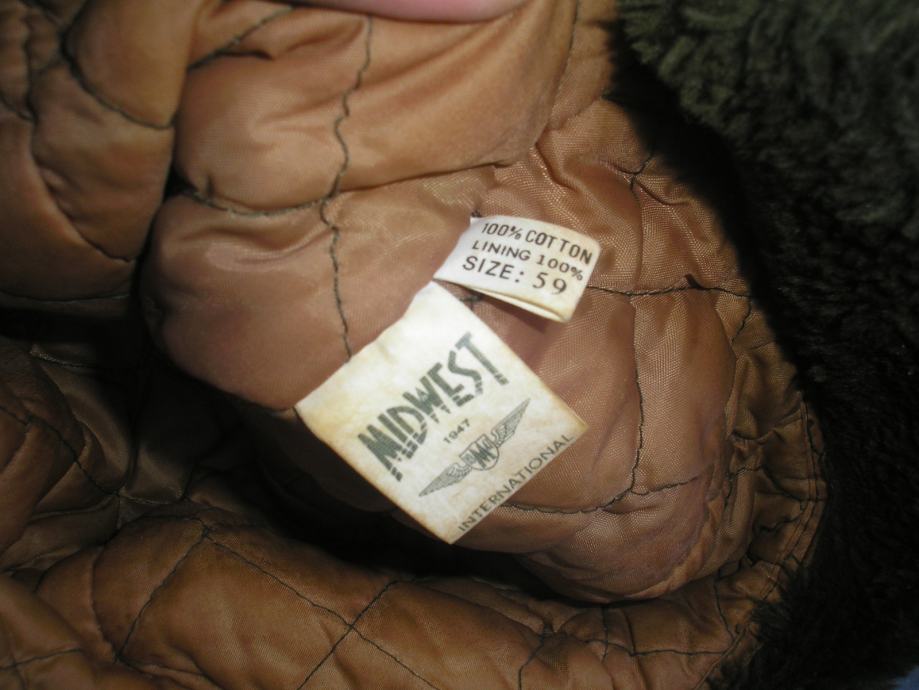 100% COTTON
LINING 100%
SIZE: 59
MIDWEST
1947
INTERNATIONAL